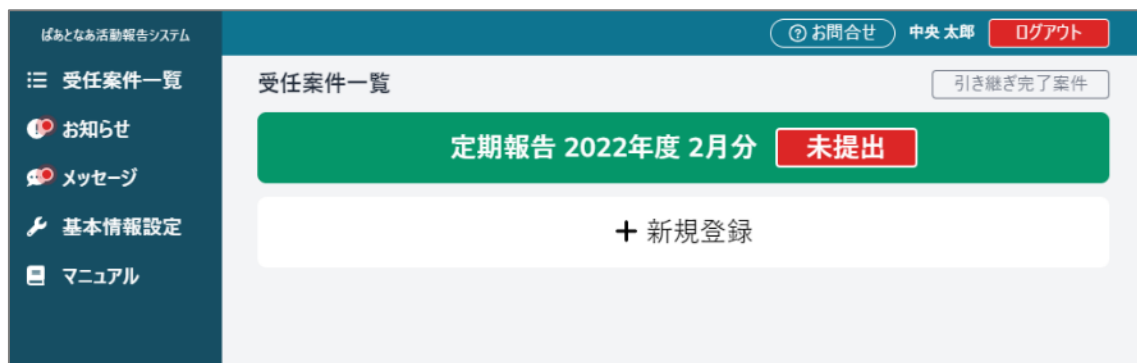 ぱあとなあ活動報告システム
お問合せ 中央 太郎 ログアウト
受任案件一覧
お知らせ
メッセージ
基本情報設定
マニュアル
受任案件一覧
引き継ぎ完了案件
定期報告 2022年度 2月分 未提出
+ 新規登録